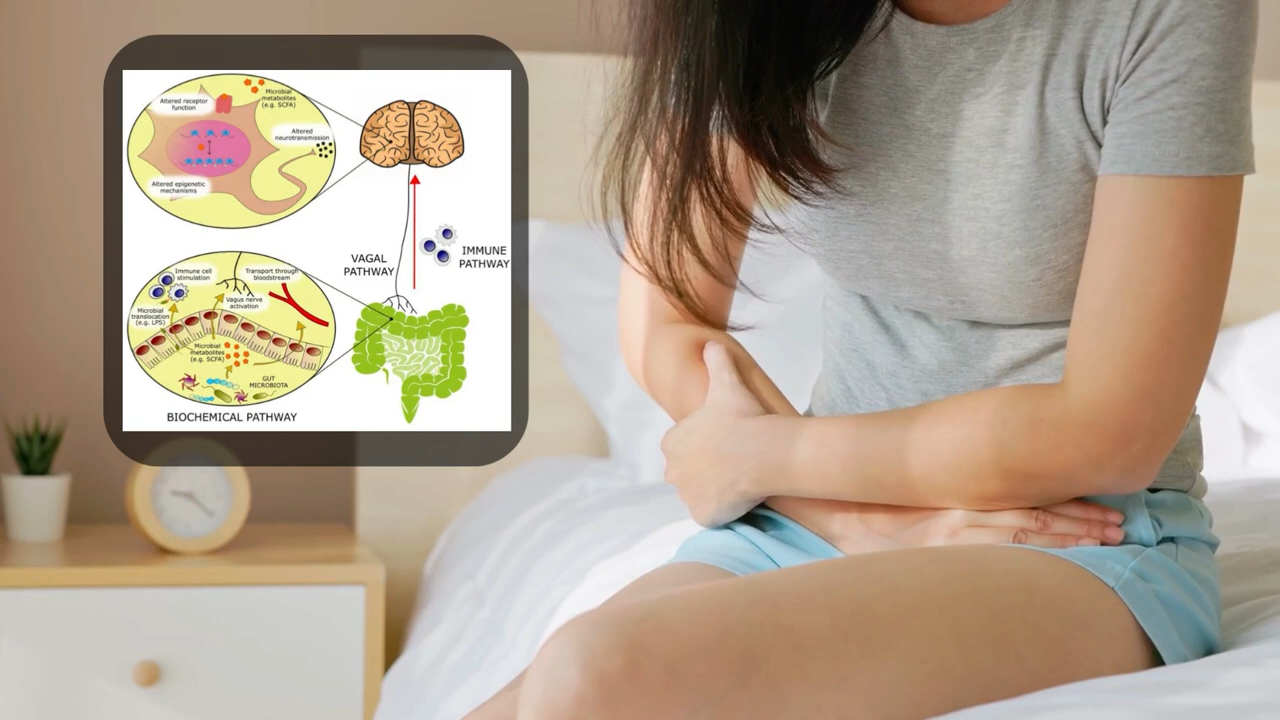 Microbial
metabolites
(e.g. SCFA)
Altered receptor
function
Altered
neurotransmission
Altered epigenetic
mechanisms
VAGAL
PATHWAY
IMMUNE
PATHWAY
Immune cell
stimulation
Transport through
bloodstream
Vagus nerve
activation
Microbial
translocation
(e.g. LPS)
Microbial
metabolites
(e.g. SCFA)
GUT
MICROBIOTA
BIOCHEMICAL PATHWAY